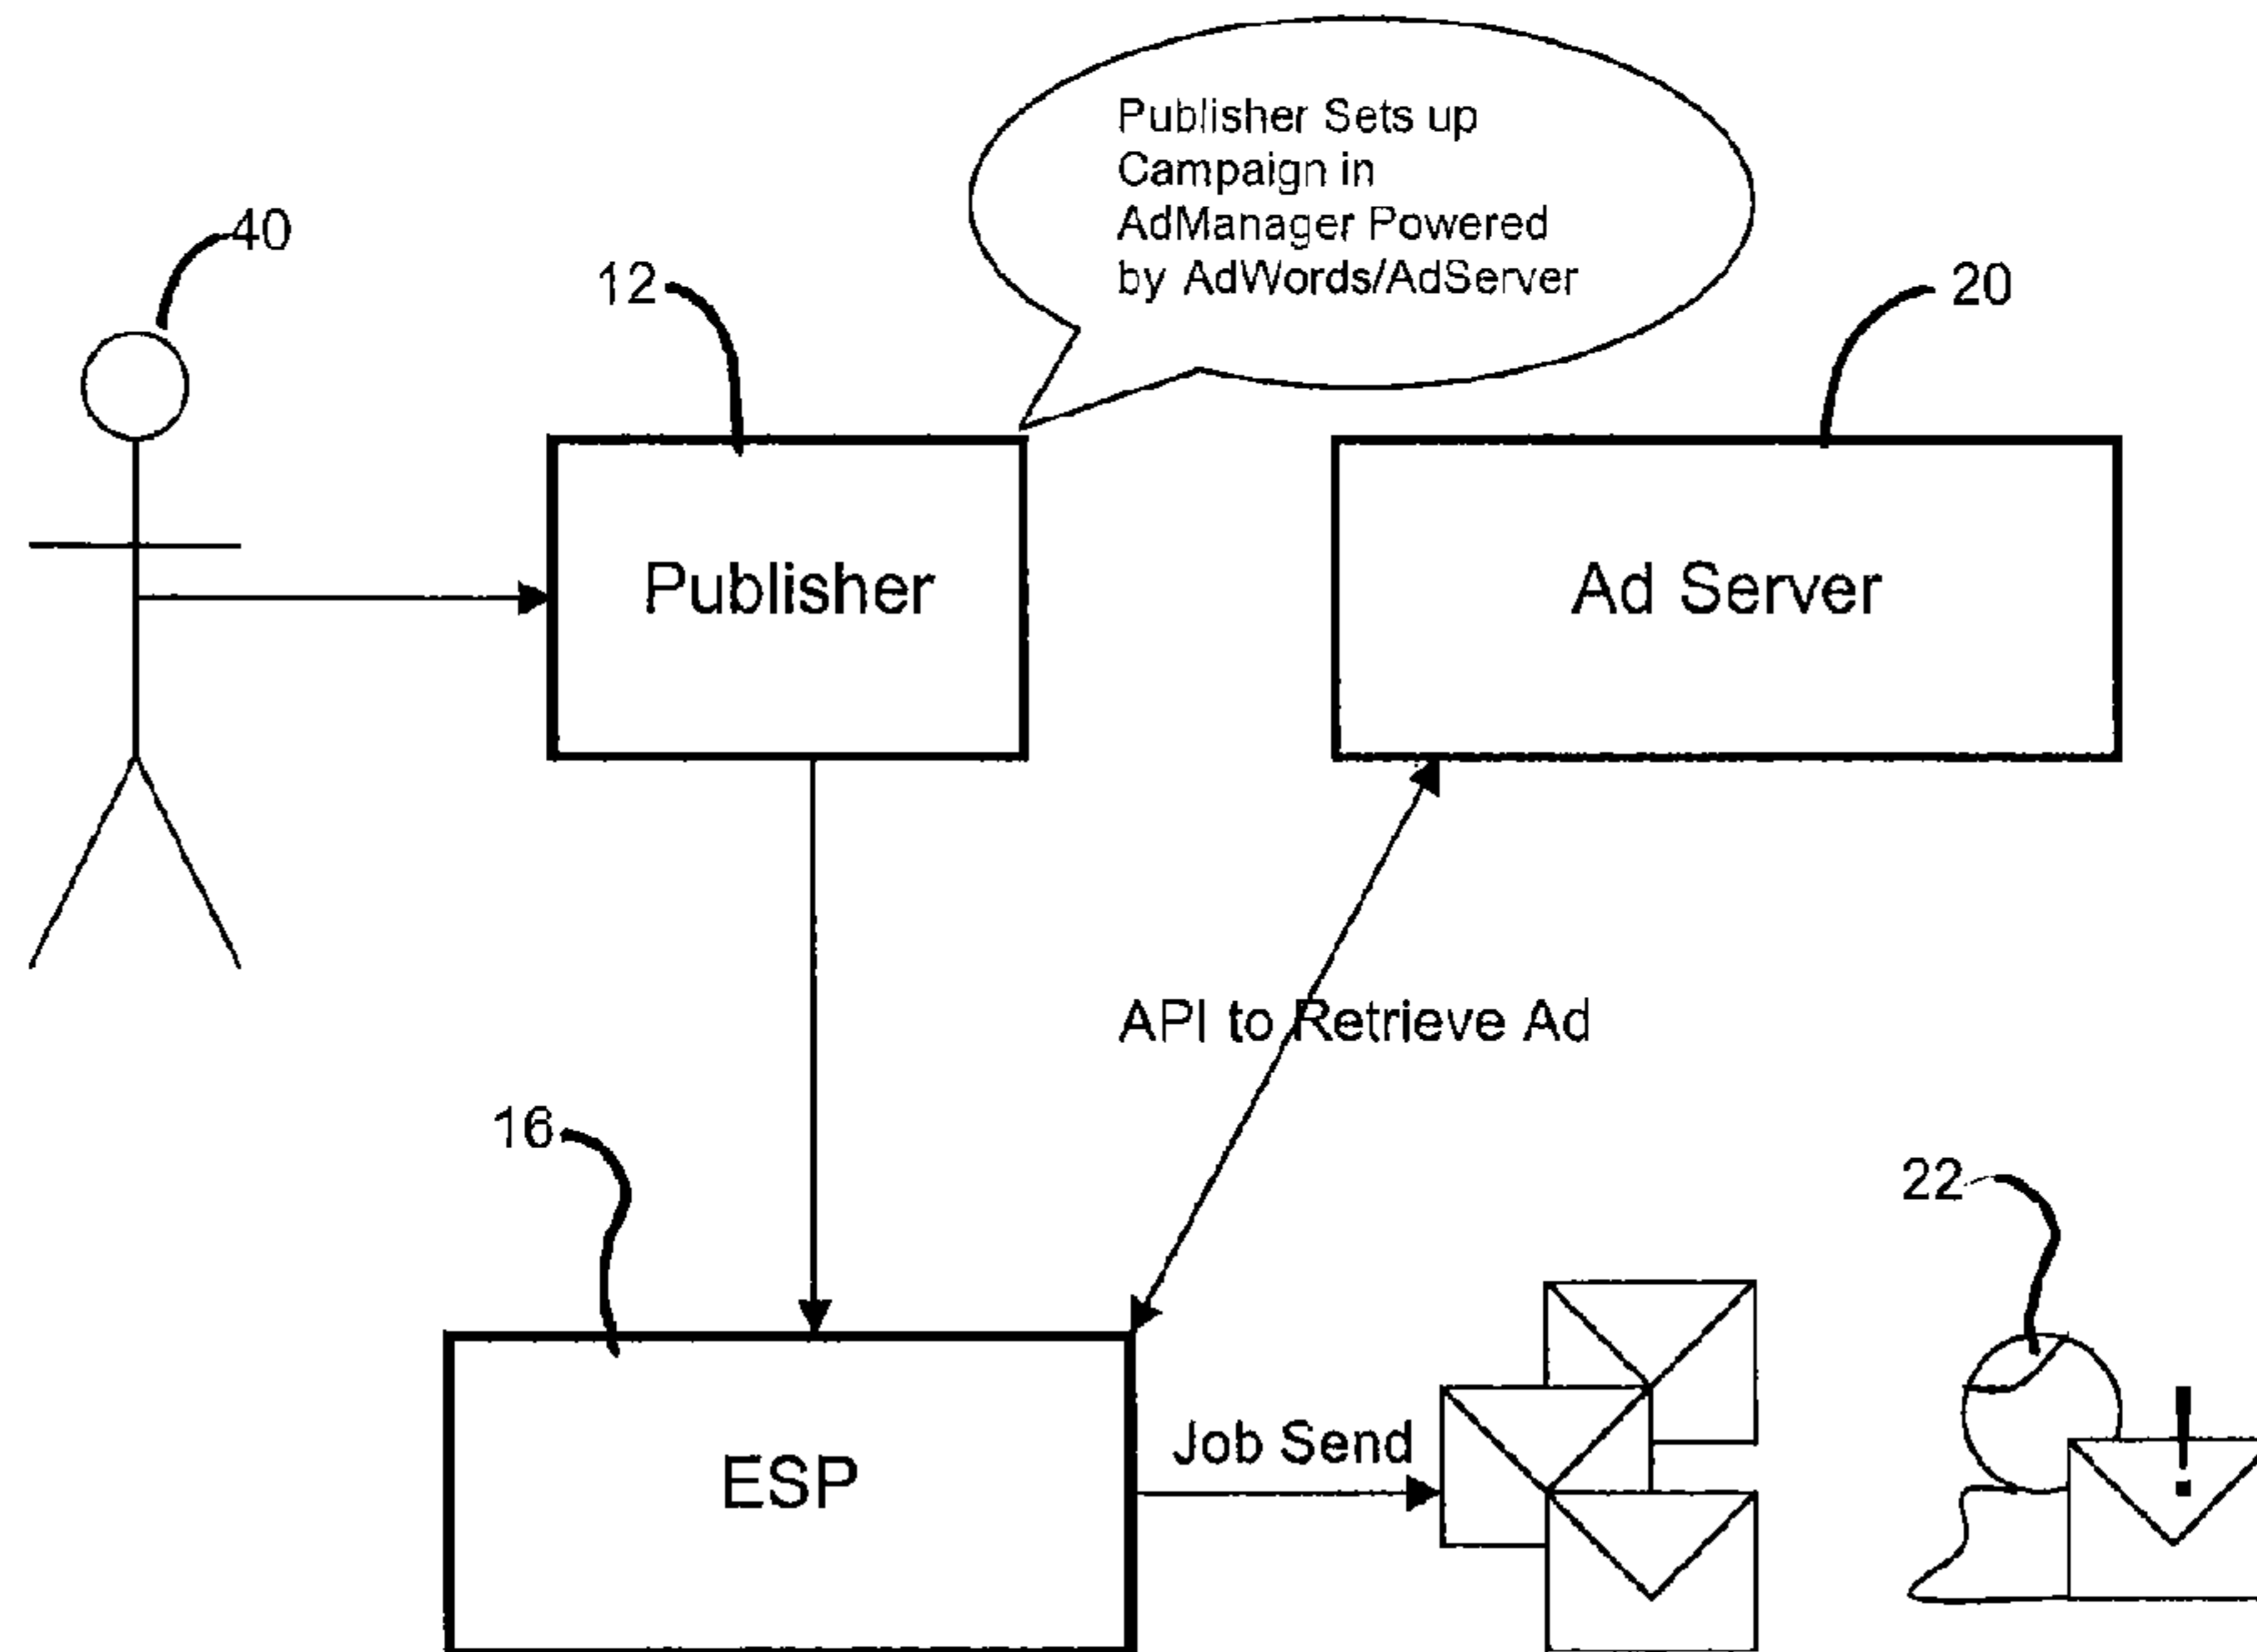 Publisher Sets up
Campaign in
AdManager Powered
by AdWords/AdServer
40
12
20
Publisher
Ad Server
API to Retrieve Ad
16
22
Job Send
ESP
!